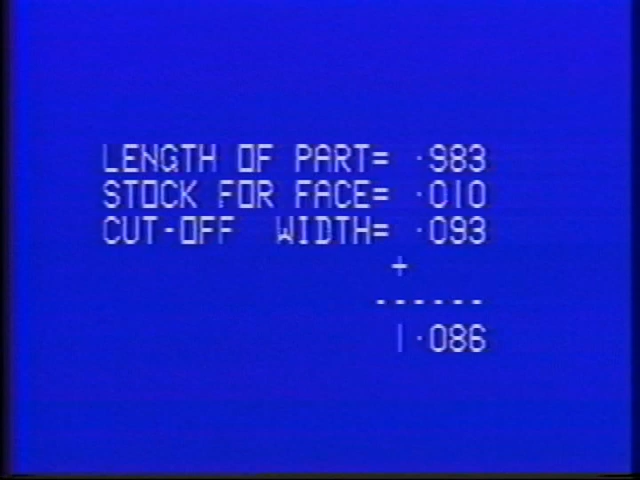 LENGTH OF PART= .983
STOCK FOR FACE= .010
CUT-OFF WIDTH= .093
+
------
1.086